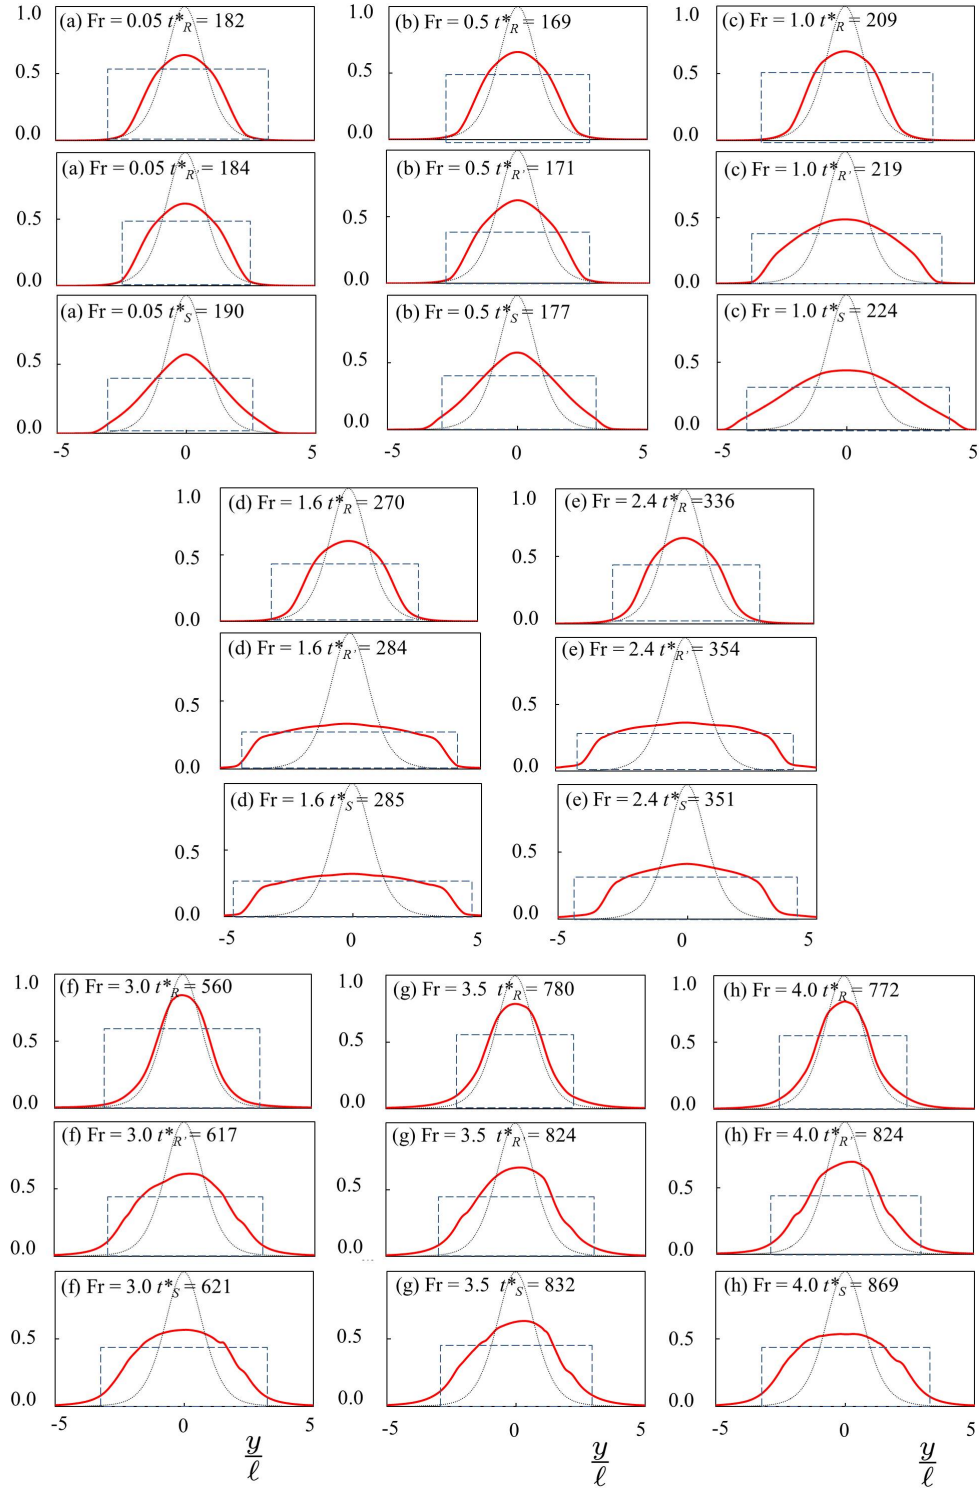 1.0 (a) Fr = 0.05 t*R = 182 (b) Fr = 0.5 t*R = 169 (c) Fr = 1.0 t*R = 209
1.0 1.0
0.5 0.5 0.5
0.0 0.0 0.0
(a) Fr = 0.05 t*R' = 184 (b) Fr = 0.5 t*R' = 171 (c) Fr = 1.0 t*R' = 219
0.5 0.5 0.5
0.0 0.0 0.0
(a) Fr = 0.05 t*S = 190 (b) Fr = 0.5 t*S = 177 (c) Fr = 1.0 t*S = 224
0.5 0.5 0.5
0.0 0.0 0.0
-5 0 5 -5 0 5 -5 0 5
1.0 (d) Fr = 1.6 t*R = 270 1.0 (e) Fr = 2.4 t*R = 336
0.5 0.5
0.0 0.0
(d) Fr = 1.6 t*R' = 284 (e) Fr = 2.4 t*R' = 354
0.5 0.5
0.0 0.0
(d) Fr = 1.6 t*S = 285 (e) Fr = 2.4 t*S = 351
0.5 0.5
0.0 0.0
-5 0 5 -5 0 5
1.0 (f) Fr = 3.0 t*R = 560 1.0 (g) Fr = 3.5 t*R = 780 1.0 (h) Fr = 4.0 t*R = 772
0.5 0.5 0.5
0.0 0.0 0.0
(f) Fr = 3.0 t*R' = 617 (g) Fr = 3.5 t*R' = 824 (h) Fr = 4.0 t*R' = 824
0.5 0.5 0.5
0.0 0.0 0.0
(f) Fr = 3.0 t*S = 621 (g) Fr = 3.5 t*S = 832 (h) Fr = 4.0 t*S = 869
0.5 0.5 0.5
0.0 0.0 0.0
-5 0 5 -5 0 5 -5 0 5
y y y
ℓ ℓ ℓ